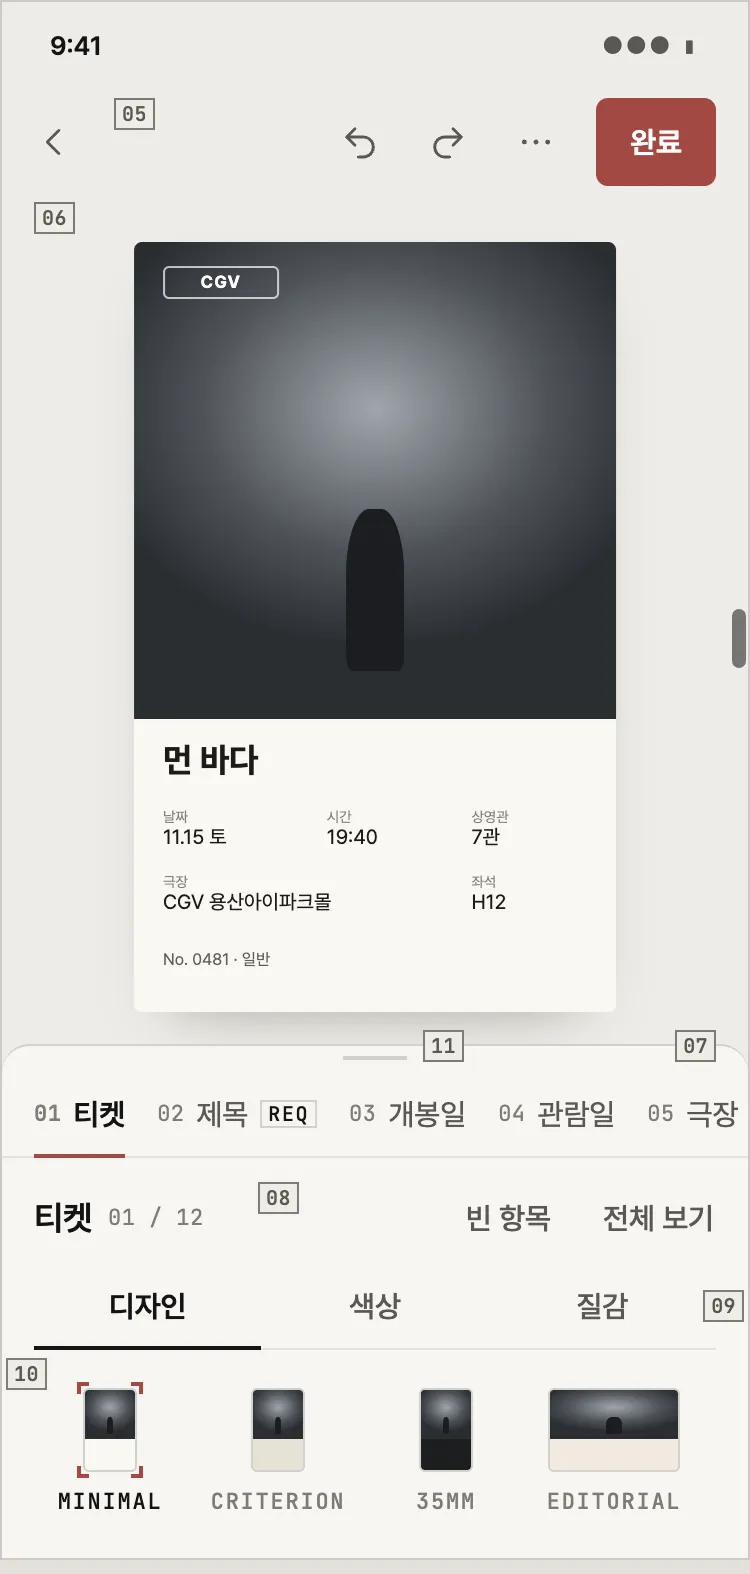 9:41
05
완료
06
CGV
먼 바다
날짜 시간 상영관
11.15 토 19:40 7관
극장 좌석
CGV 용산아이파크몰 H12
No. 0481 · 일반
11 07
01 티켓 02 제목 REQ 03 개봉일 04 관람일 05 극장
08
티켓 01 / 12 빈 항목 전체 보기
디자인 색상 질감 09
10
MINIMAL CRITERION 35MM EDITORIAL